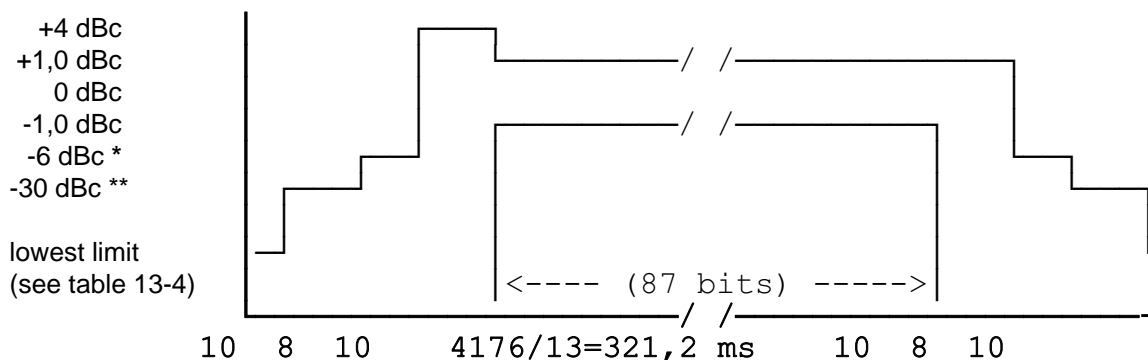 +4 dBc
+1,0 dBc
0 dBc
-1,0 dBc
-6 dBc *
-30 dBc **
lowest limit
(see table 13-4)
<---- (87 bits) ----->
10 8 10 4176/13=321,2 ms 10 8 10